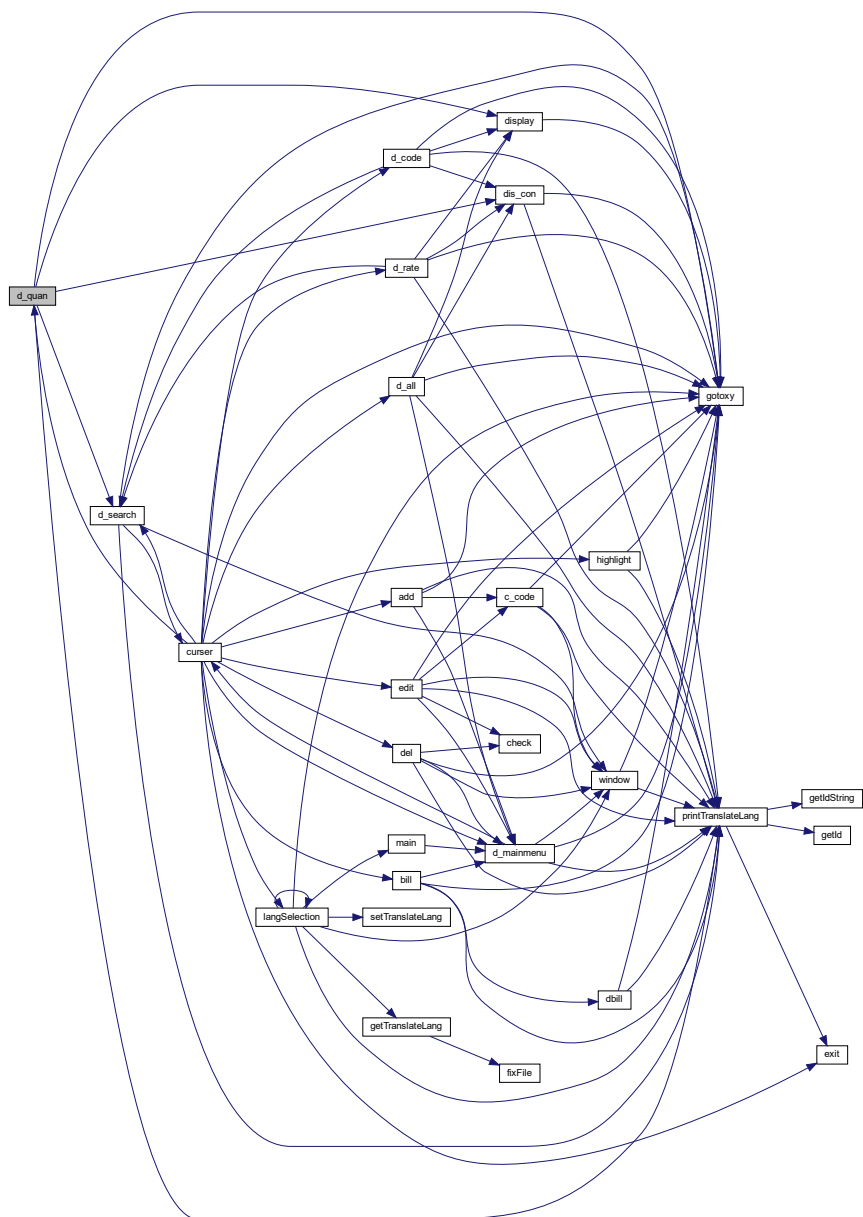 display
d_code
dis_con
d_rate
d_quan
d_all
gotoxy
d_search
highlight
add
c_code
curser
edit
check
del
window
getIdString
printTranslateLang
getId
main
d_mainmenu
bill
langSelection
setTranslateLang
dbill
getTranslateLang
exit
fixFile